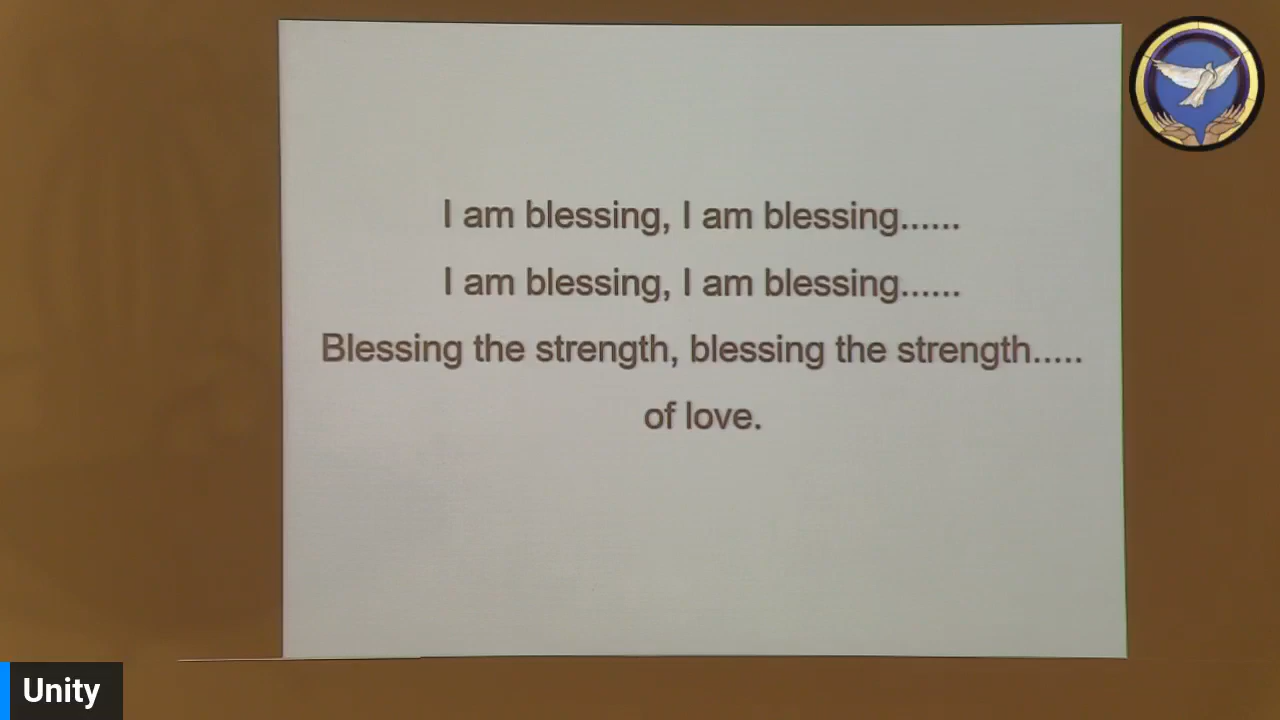 I am blessing, I am blessing......
I am blessing, I am blessing......
Blessing the strength, blessing the strength.....
of love.
Unity